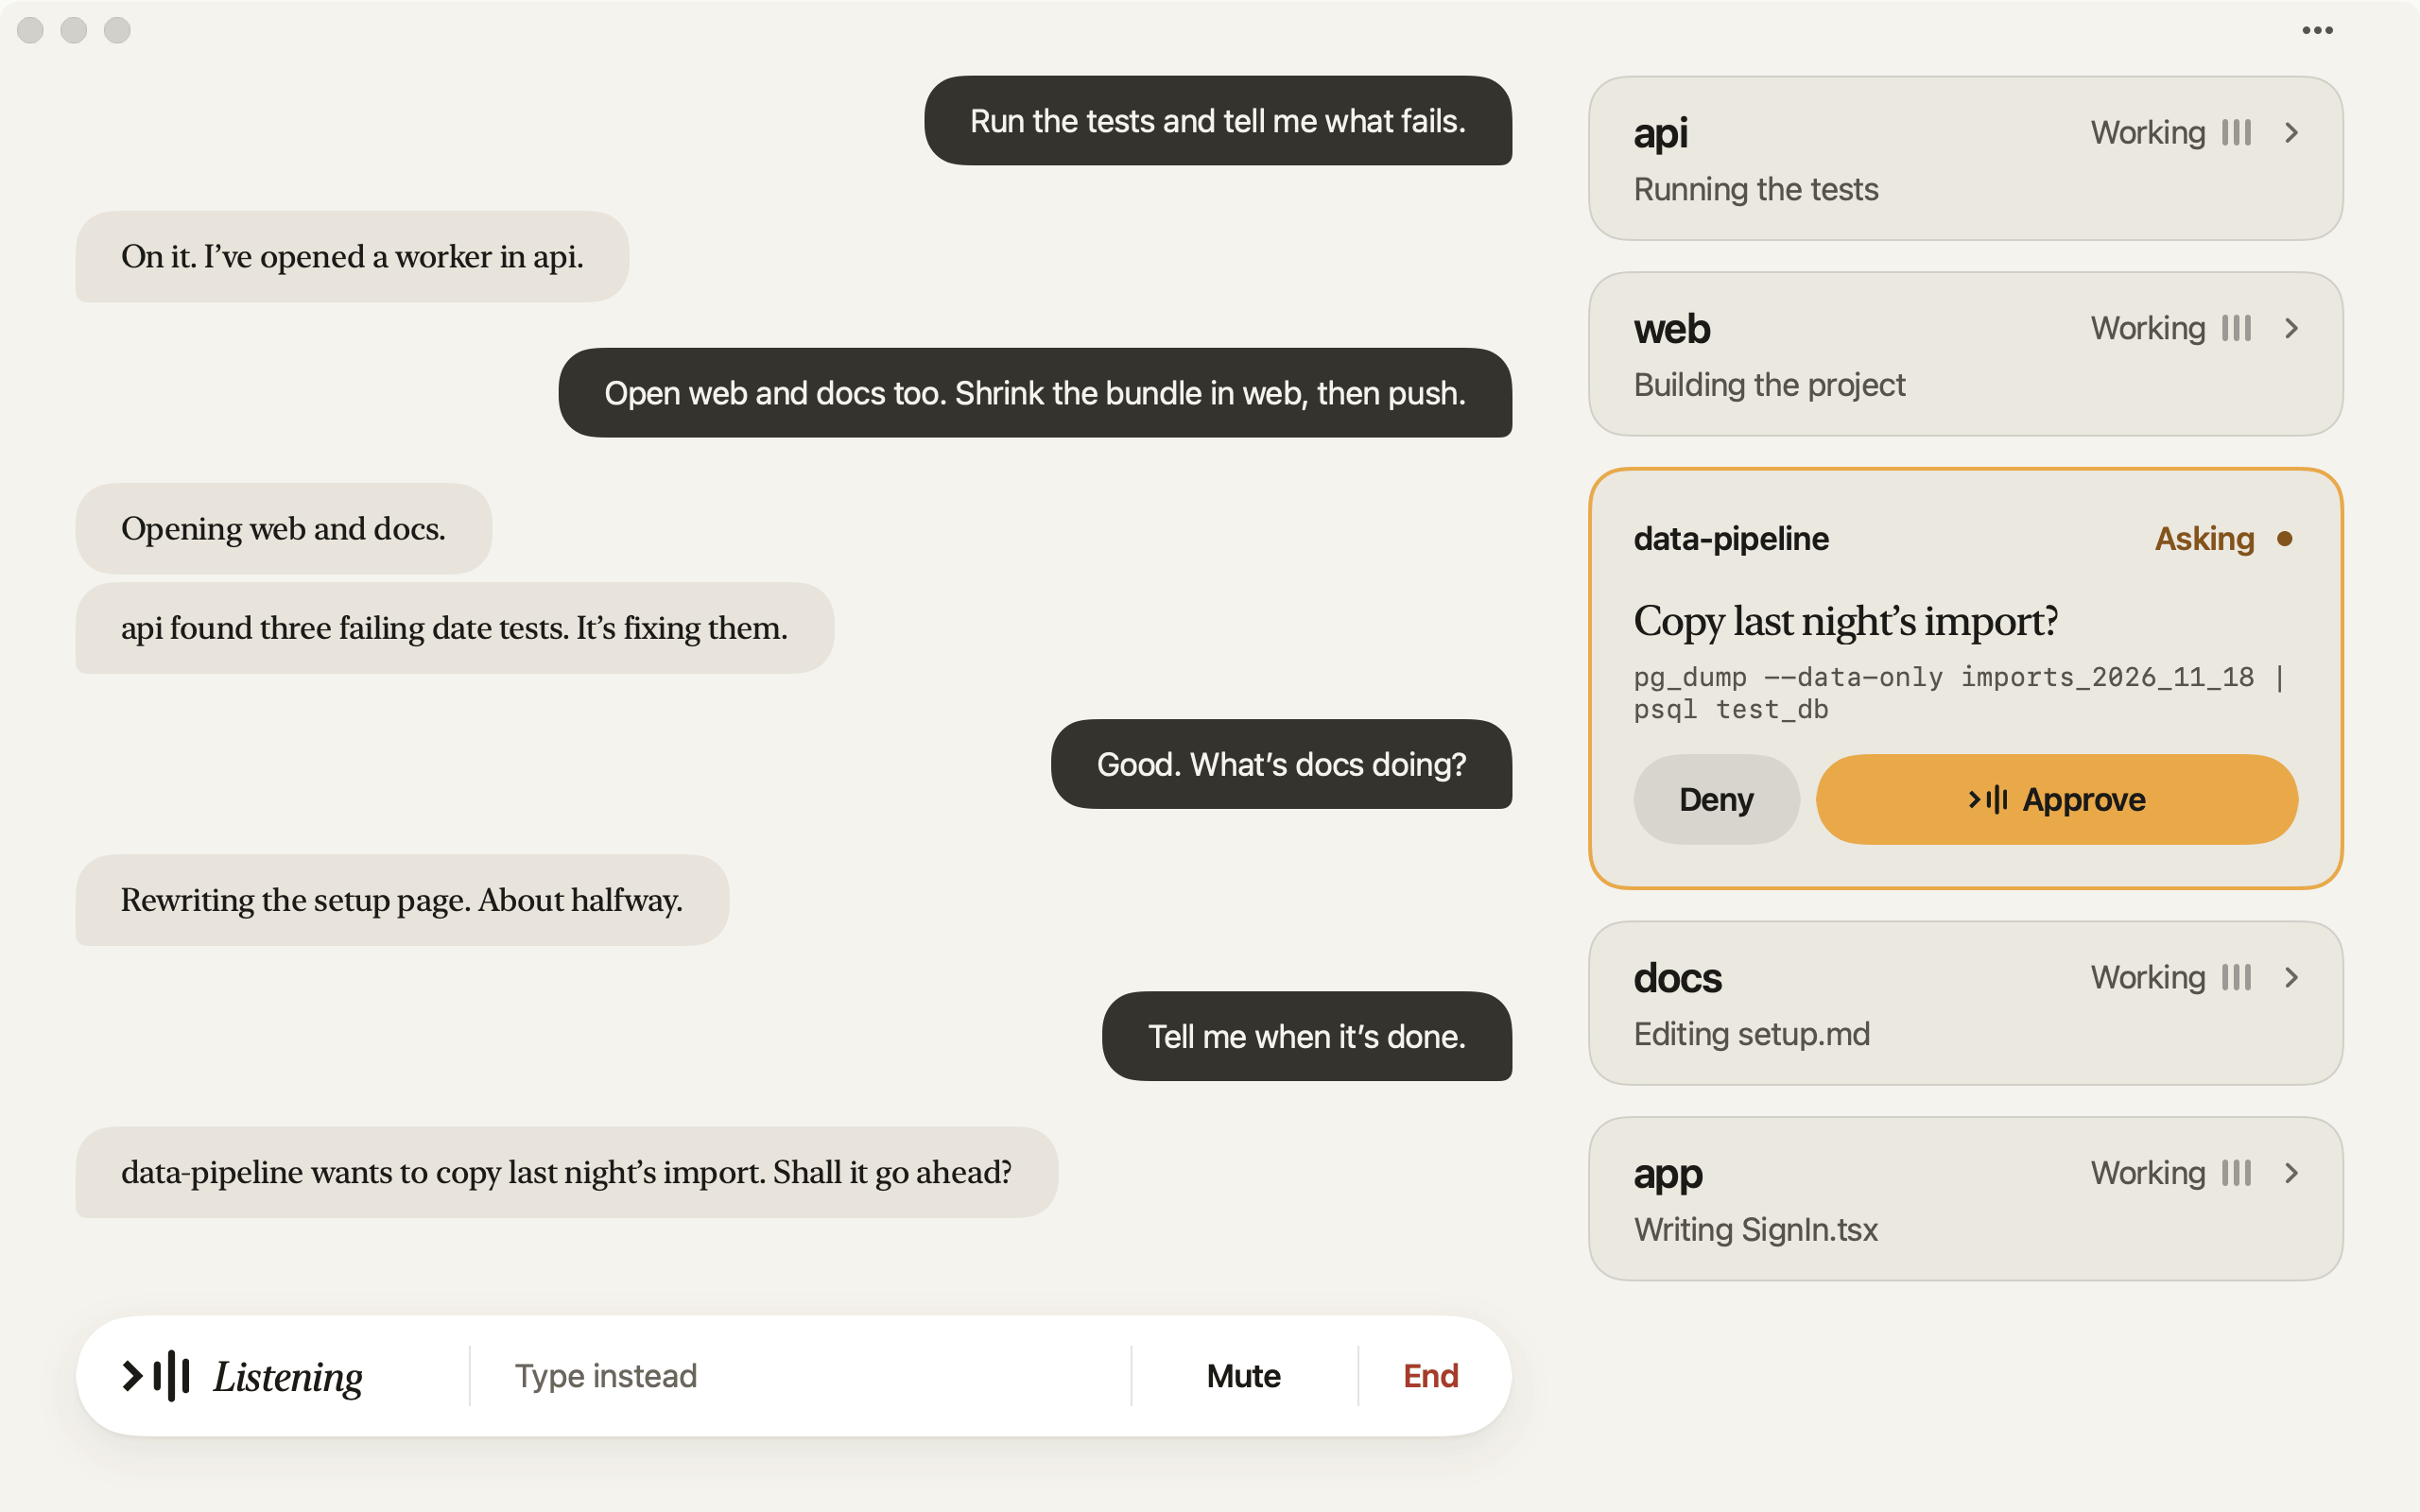 Run the tests and tell me what fails.
On it. I’ve opened a worker in api.
Open web and docs too. Shrink the bundle in web, then push.
Opening web and docs.
api found three failing date tests. It’s fixing them.
Good. What’s docs doing?
Rewriting the setup page. About halfway.
Tell me when it’s done.
data-pipeline wants to copy last night’s import. Shall it go ahead?
Listening
Type instead
Mute
End
api
Working
Running the tests
web
Working
Building the project
data-pipeline
Asking
Copy last night’s import?
pg_dump --data-only imports_2026_11_18 |
psql test_db
Deny
Approve
docs
Working
Editing setup.md
app
Working
Writing SignIn.tsx